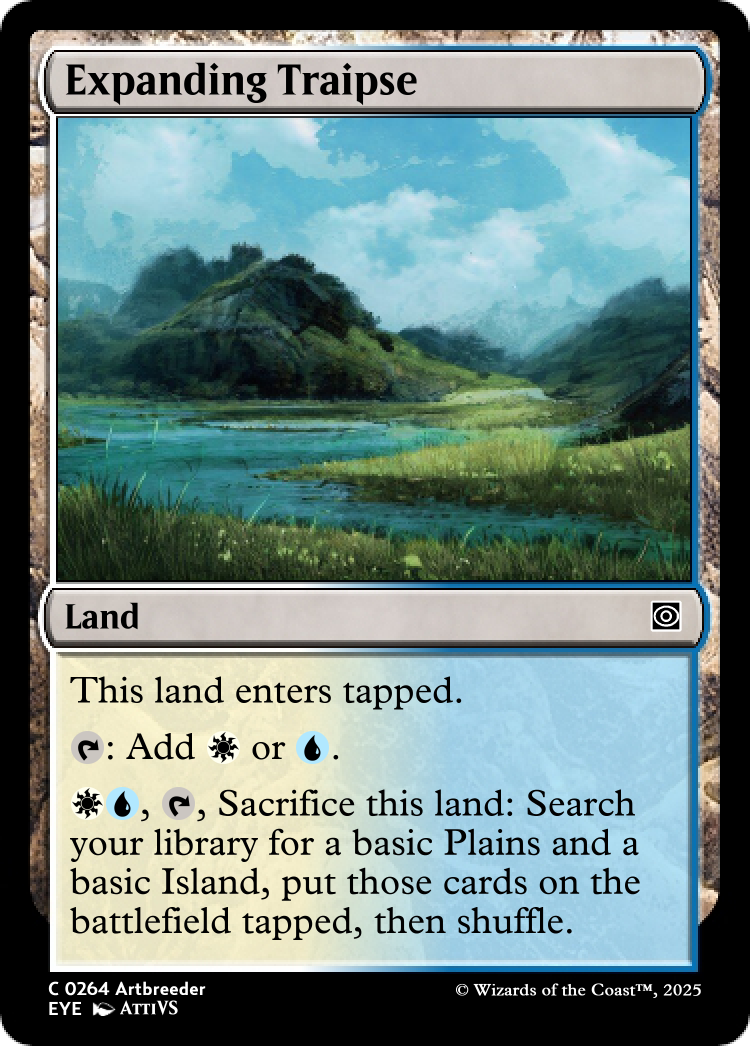 Expanding Traipse
Land
This land enters tapped.
: Add or .
, , Sacrifice this land: Search
your library for a basic Plains and a
basic Island, put those cards on the
battlefield tapped, then shuffle.
C 0264 Artbreeder
EYE AttiVS
© Wizards of the Coast™, 2025